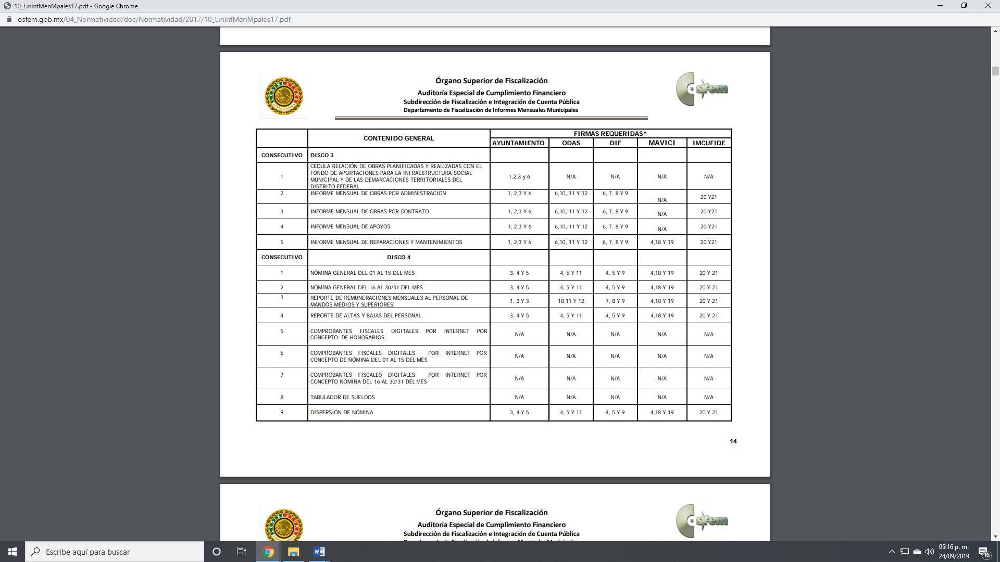 10_LinInfMenMpales17.pdf - Google Chrome
osfem.gob.mx/04_Normatividad/doc/Normatividad/2017/10_LinInfMenMpales17.pdf
Órgano Superior de Fiscalización
Auditoría Especial de Cumplimiento Financiero
Subdirección de Fiscalización e Integración de Cuenta Pública
Departamento de Fiscalización de Informes Mensuales Municipales
LEGISLATURA
ESTADO DE MÉXICO
Osfem
CONTENIDO GENERAL FIRMAS REQUERIDAS*
AYUNTAMIENTO ODAS DIF MAVICI IMCUFIDE
CONSECUTIVO DISCO 3
1 CÉDULA RELACIÓN DE OBRAS PLANIFICADAS Y REALIZADAS CON EL
FONDO DE APORTACIONES PARA LA INFRAESTRUCTURA SOCIAL
MUNICIPAL Y DE LAS DEMARCACIONES TERRITORIALES DEL
DISTRITO FEDERAL 1,2,3 y 6 N/A N/A N/A N/A
2 INFORME MENSUAL DE OBRAS POR ADMINISTRACIÓN 1, 2,3 Y 6 6,10, 11 Y 12 6, 7, 8 Y 9 N/A 20 Y21
3 INFORME MENSUAL DE OBRAS POR CONTRATO 1, 2,3 Y 6 6,10, 11 Y 12 6, 7, 8 Y 9 N/A 20 Y21
4 INFORME MENSUAL DE APOYOS 1, 2,3 Y 6 6,10, 11 Y 12 6, 7, 8 Y 9 N/A 20 Y21
5 INFORME MENSUAL DE REPARACIONES Y MANTENIMIENTOS 1, 2,3 Y 6 6,10, 11 Y 12 6, 7, 8 Y 9 4,18 Y 19 20 Y21
CONSECUTIVO DISCO 4
1 NÓMINA GENERAL DEL 01 AL 15 DEL MES 3, 4 Y 5 4, 5 Y 11 4, 5 Y 9 4,18 Y 19 20 Y 21
2 NÓMINA GENERAL DEL 16 AL 30/31 DEL MES 3, 4 Y 5 4, 5 Y 11 4, 5 Y 9 4,18 Y 19 20 Y 21
3 REPORTE DE REMUNERACIONES MENSUALES AL PERSONAL DE
MANDOS MEDIOS Y SUPERIORES. 1, 2,Y 3 10,11 Y 12 7, 8 Y 9 4,18 Y 19 20 Y 21
4 REPORTE DE ALTAS Y BAJAS DEL PERSONAL 3, 4 Y 5 4, 5 Y 11 4, 5 Y 9 4,18 Y 19 20 Y 21
5 COMPROBANTES FISCALES DIGITALES POR INTERNET POR
CONCEPTO DE HONORARIOS N/A N/A N/A N/A N/A
6 COMPROBANTES FISCALES DIGITALES POR INTERNET POR
CONCEPTO DE NÓMINA DEL 01 AL 15 DEL MES N/A N/A N/A N/A N/A
7 COMPROBANTES FISCALES DIGITALES POR INTERNET POR
CONCEPTO NÓMINA DEL 16 AL 30/31 DEL MES N/A N/A N/A N/A N/A
8 TABULADOR DE SUELDOS N/A N/A N/A N/A N/A
9 DISPERSIÓN DE NÓMINA 3, 4 Y 5 4, 5 Y 11 4, 5 Y 9 4,18 Y 19 20 Y 21
14
Órgano Superior de Fiscalización
Auditoría Especial de Cumplimiento Financiero
Subdirección de Fiscalización e Integración de Cuenta Pública
Departamento de Fiscalización de Informes Mensuales Municipales
LEGISLATURA
Osfem
Escribe aquí para buscar
05:16 p. m.
24/09/2019
16